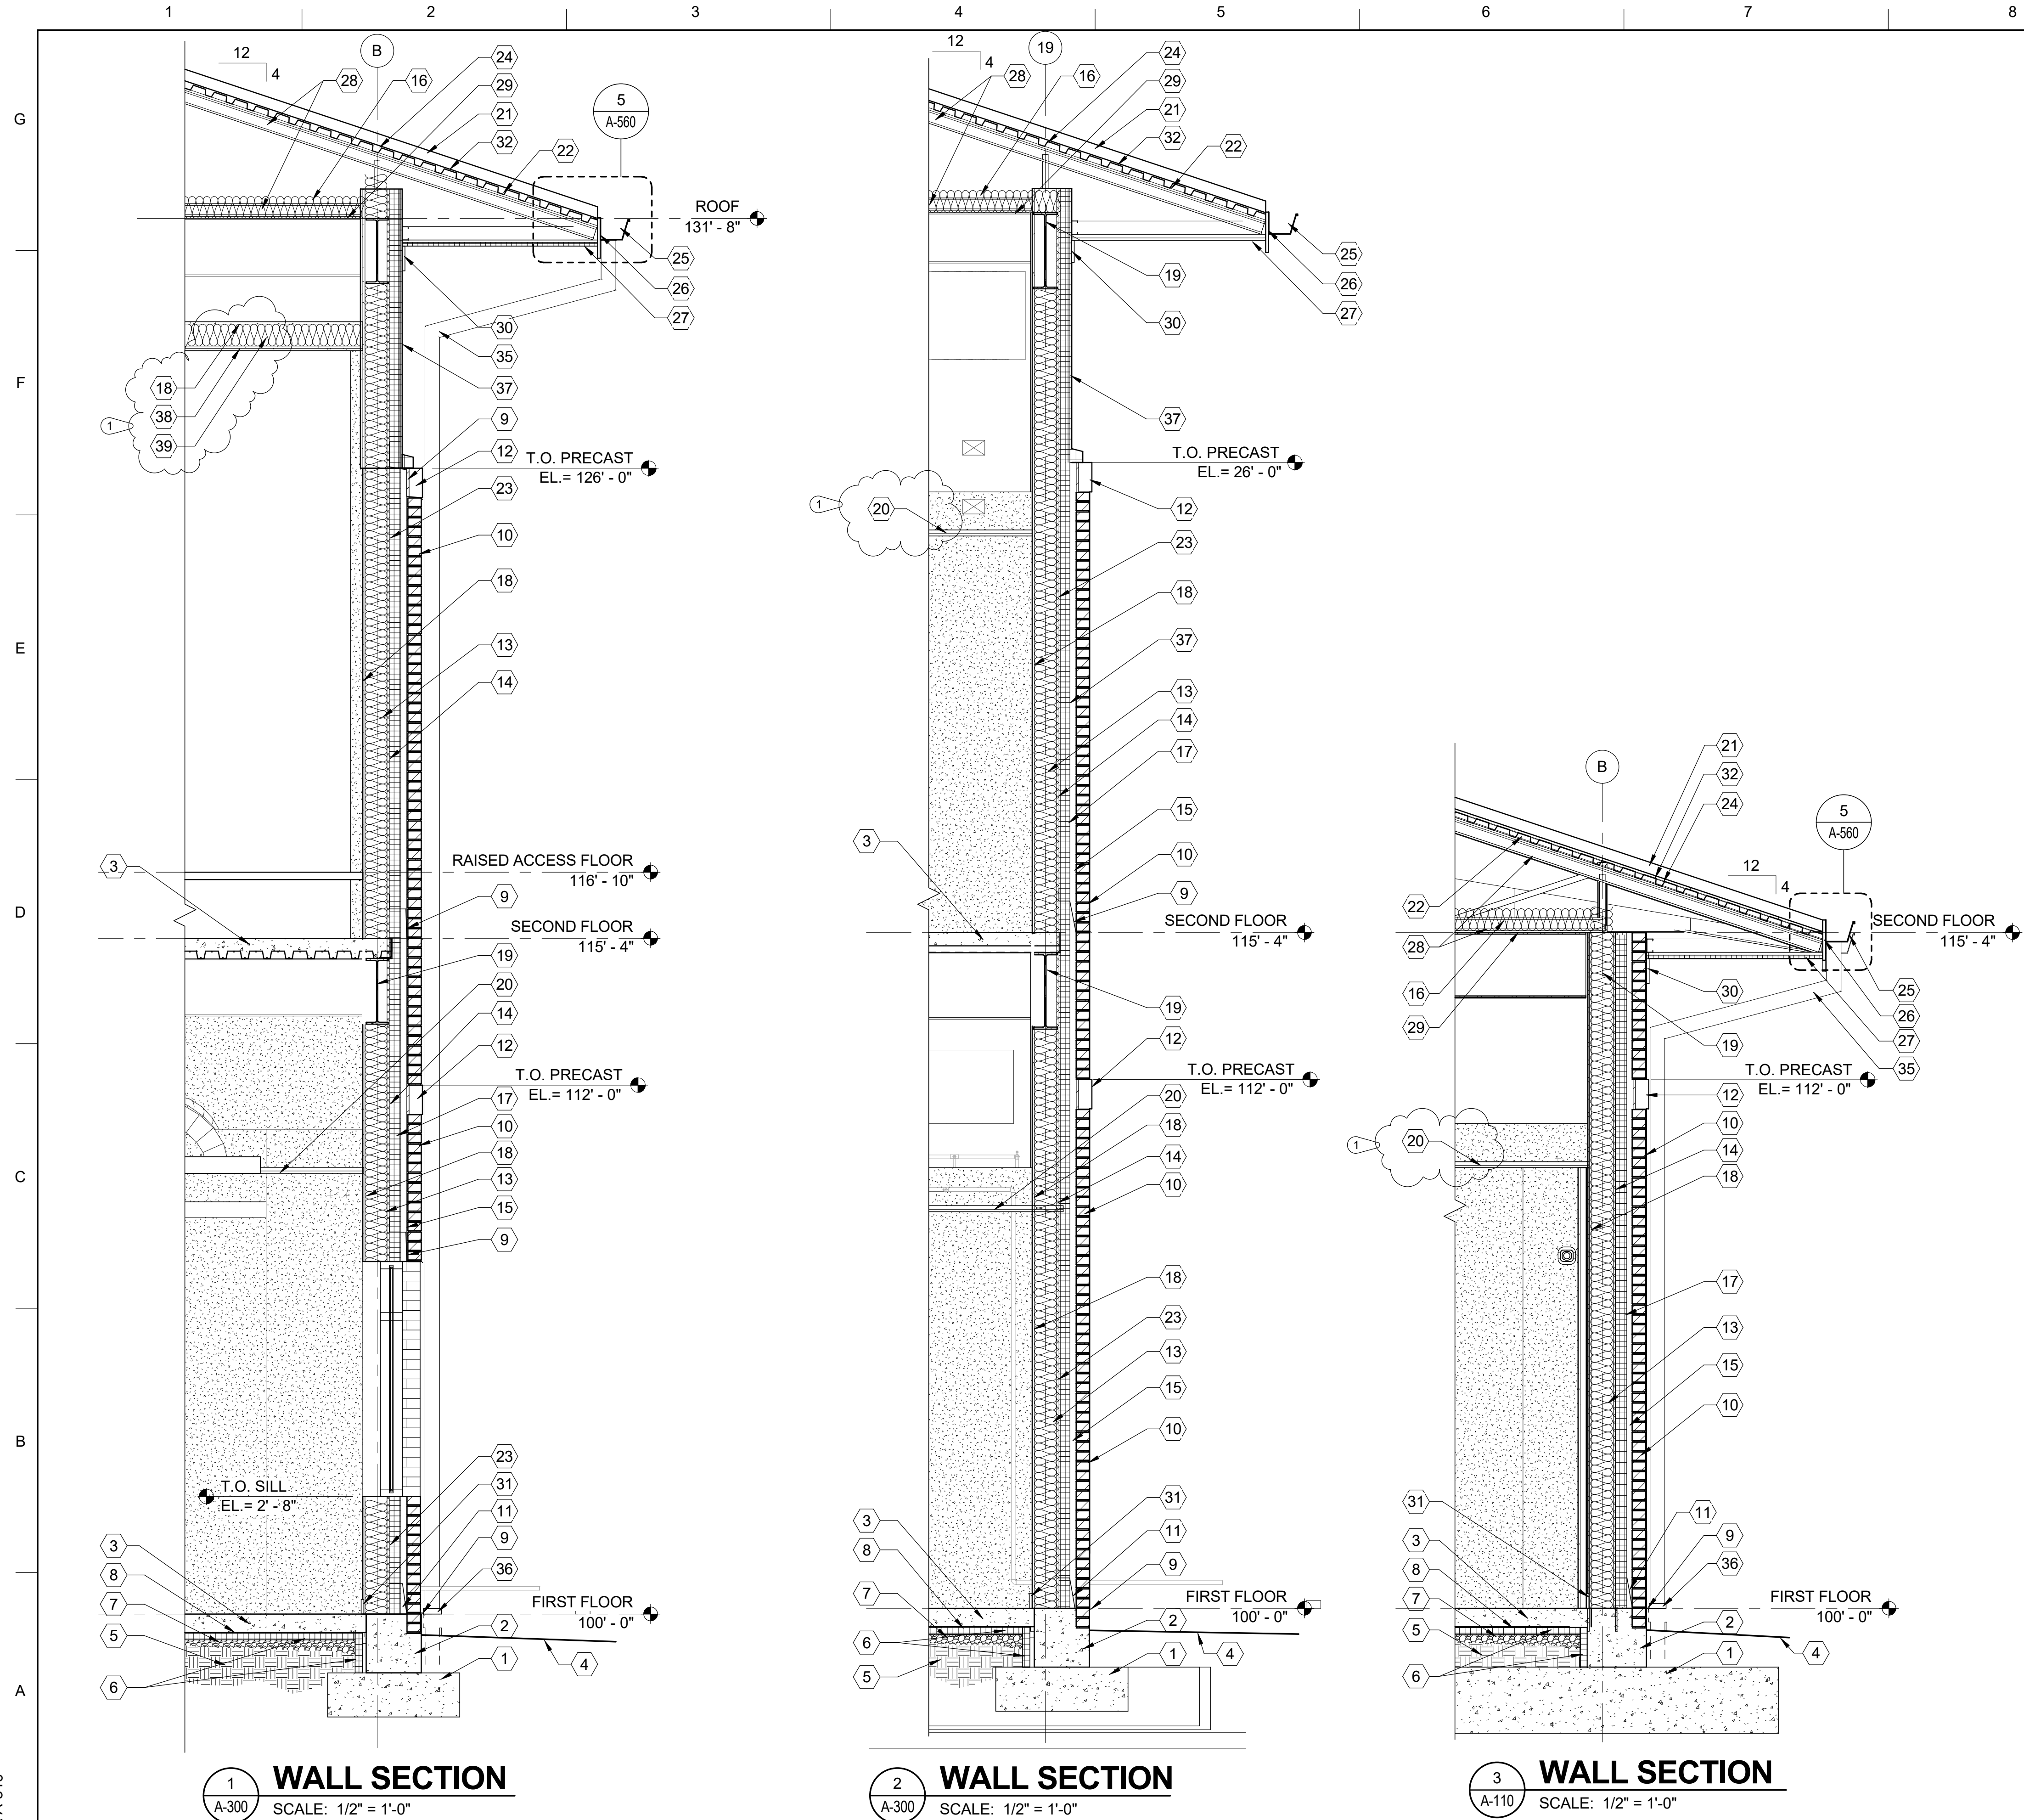 1 2 3 4 5 6 7 8
G
F
E
D
C
B
A
B
12
4
28
16
24
29
21
32
22
5
A-560
ROOF
131' - 8"
25
26
27
30
35
37
18
38
39
1
9
12
T.O. PRECAST
EL.= 126' - 0"
23
10
18
13
14
3
RAISED ACCESS FLOOR
116' - 10"
9
SECOND FLOOR
115' - 4"
19
20
14
12
T.O. PRECAST
EL.= 112' - 0"
17
10
18
13
15
9
T.O. SILL
EL.= 2' - 8"
23
31
11
9
36
3
8
7
5
6
FIRST FLOOR
100' - 0"
2
1
4
1
A-300
WALL SECTION
SCALE: 1/2" = 1'-0"
19
12
4
28
16
24
29
21
32
22
25
26
27
19
30
37
T.O. PRECAST
EL.= 26' - 0"
1
20
12
23
18
37
13
14
17
15
10
9
3
SECOND FLOOR
115' - 4"
19
12
T.O. PRECAST
EL.= 112' - 0"
20
18
14
10
18
23
13
15
10
31
11
9
3
8
7
6
5
FIRST FLOOR
100' - 0"
2
1
4
2
A-300
WALL SECTION
SCALE: 1/2" = 1'-0"
B
21
32
24
12
4
5
A-560
22
28
16
29
SECOND FLOOR
115' - 4"
30
25
26
27
35
19
T.O. PRECAST
EL.= 112' - 0"
12
10
14
18
1
20
17
13
15
10
31
11
9
36
3
8
7
5
6
FIRST FLOOR
100' - 0"
2
1
4
3
A-110
WALL SECTION
SCALE: 1/2" = 1'-0"